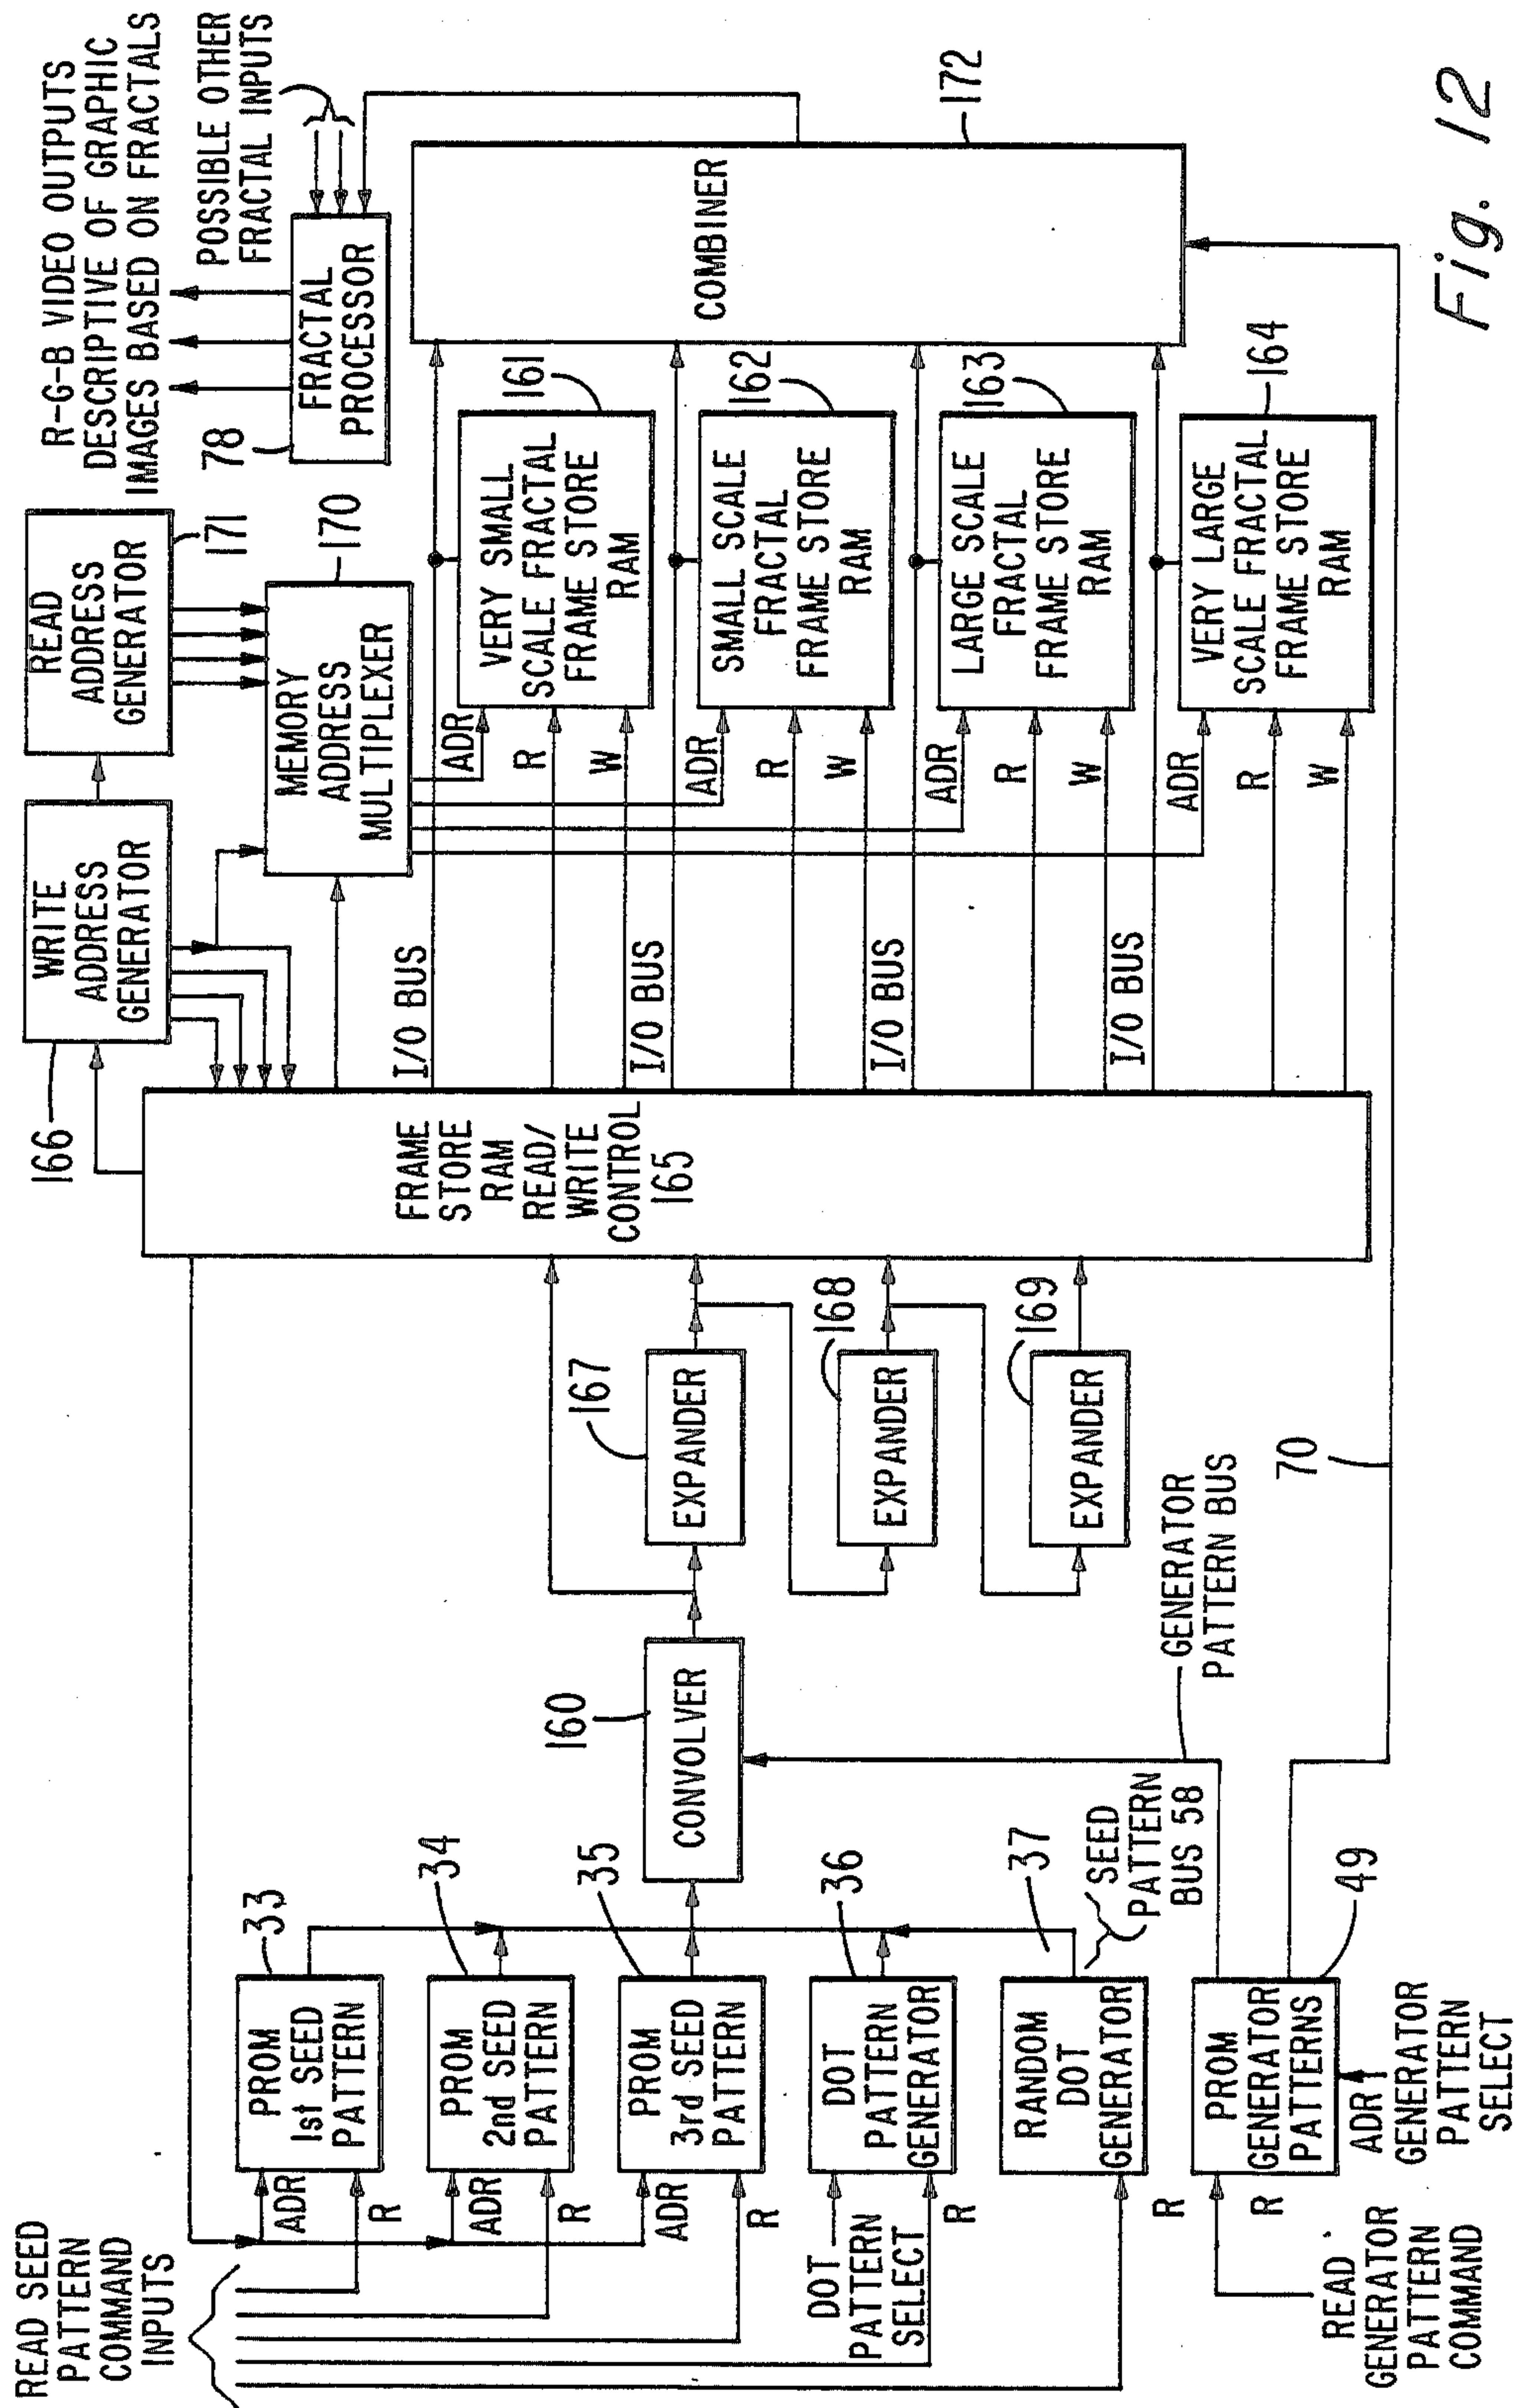 READ SEED
PATTERN
COMMAND
INPUTS
ADR
R
PROM
1st SEED
PATTERN
33
ADR
R
PROM
2nd SEED
PATTERN
34
ADR
R
PROM
3rd SEED
PATTERN
35
DOT
PATTERN
SELECT
R
DOT
PATTERN
GENERATOR
36
R
RANDOM
DOT
GENERATOR
37
SEED
PATTERN
BUS 58
READ
GENERATOR
PATTERN
COMMAND
R
PROM
GENERATOR
PATTERNS
49
ADR
GENERATOR
PATTERN
SELECT
160
CONVOLVER
GENERATOR
PATTERN BUS
167
EXPANDER
168
EXPANDER
169
EXPANDER
70
FRAME
STORE
RAM
READ/
WRITE
CONTROL
165
166
WRITE
ADDRESS
GENERATOR
READ
ADDRESS
GENERATOR
171
MEMORY
ADDRESS
MULTIPLEXER
170
I/O BUS
ADR
R
W
VERY SMALL
SCALE FRACTAL
FRAME STORE
RAM
161
I/O BUS
ADR
R
W
SMALL SCALE
FRACTAL
FRAME STORE
RAM
162
I/O BUS
ADR
R
W
LARGE SCALE
FRACTAL
FRAME STORE
RAM
163
I/O BUS
ADR
R
W
VERY LARGE
SCALE FRACTAL
FRAME STORE
RAM
164
R-G-B VIDEO OUTPUTS
DESCRIPTIVE OF GRAPHIC
IMAGES BASED ON FRACTALS
78
FRACTAL
PROCESSOR
POSSIBLE OTHER
FRACTAL INPUTS
COMBINER
172
Fig. 12